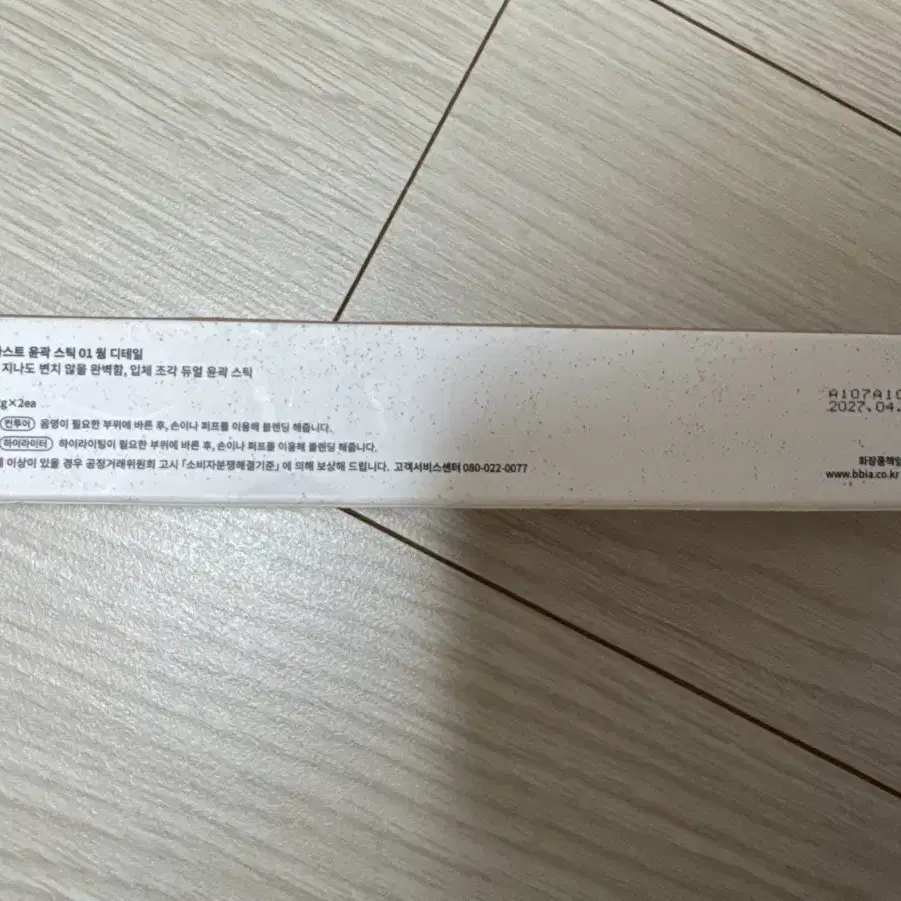 스트 윤곽 스틱 01 웜 디테일
지나도 변치 않을 완벽함, 입체 조각 듀얼 윤곽 스틱
g×2ea
컨투어 음영이 필요한 부위에 바른 후, 손이나 퍼프를 이용해 블렌딩 해줍니다.
하이라이터 하이라이팅이 필요한 부위에 바른 후, 손이나 퍼프를 이용해 블렌딩 해줍니다.
이상이 있을 경우 공정거래위원회 고시 「소비자분쟁해결기준」에 의해 보상해 드립니다. 고객서비스센터 080-022-0077
A107A10
2027.04.
화장품책임
www.bbia.co.kr